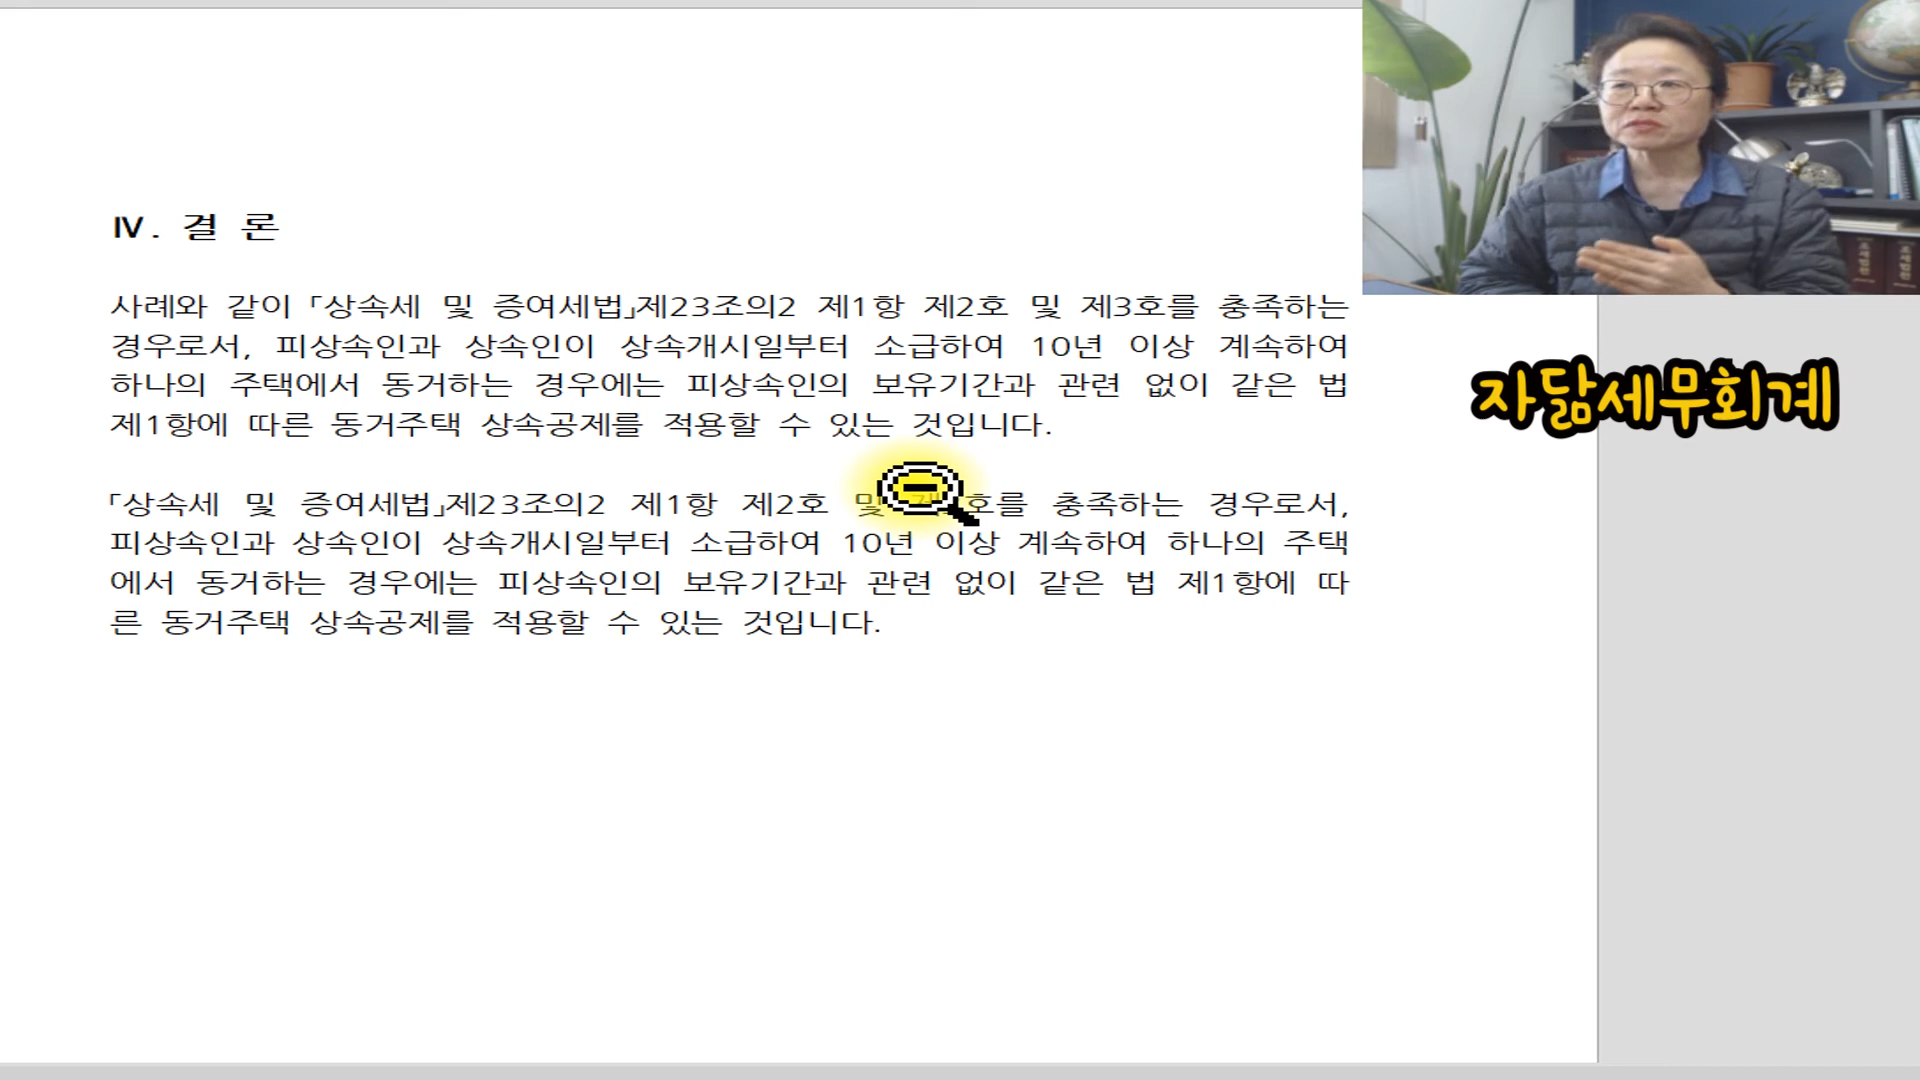 Ⅳ. 결 론
사례와 같이 「상속세 및 증여세법」제23조의2 제1항 제2호 및 제3호를 충족하는
경우로서, 피상속인과 상속인이 상속개시일부터 소급하여 10년 이상 계속하여
하나의 주택에서 동거하는 경우에는 피상속인의 보유기간과 관련 없이 같은 법
제1항에 따른 동거주택 상속공제를 적용할 수 있는 것입니다.
「상속세 및 증여세법」제23조의2 제1항 제2호 및 호를 충족하는 경우로서,
피상속인과 상속인이 상속개시일부터 소급하여 10년 이상 계속하여 하나의 주택
에서 동거하는 경우에는 피상속인의 보유기간과 관련 없이 같은 법 제1항에 따
른 동거주택 상속공제를 적용할 수 있는 것입니다.
자닮세무회계